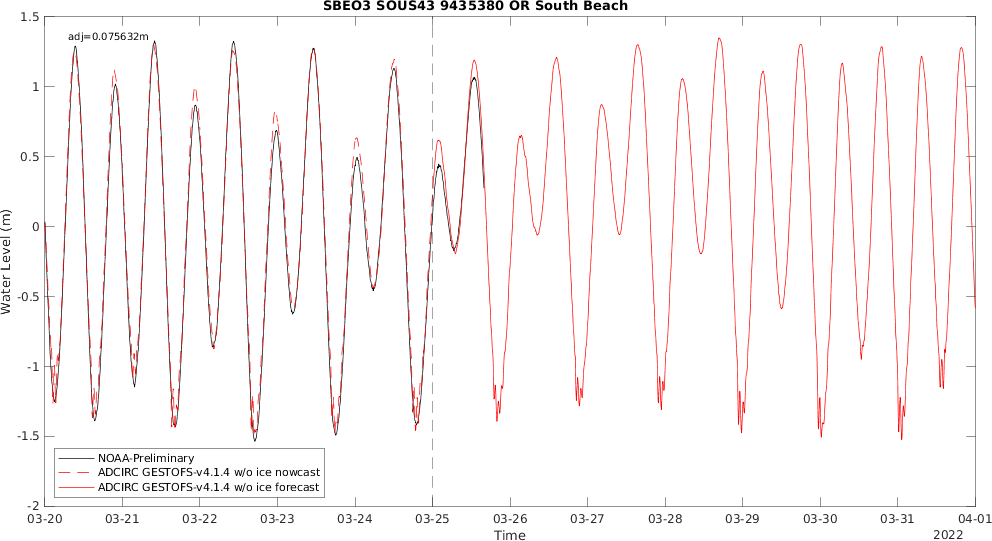 SBEO3 SOUS43 9435380 OR South Beach
adj=0.075632m
1.5
1
0.5
0
-0.5
-1
-1.5
-2
Water Level (m)
NOAA-Preliminary
ADCIRC GESTOFS-v4.1.4 w/o ice nowcast
ADCIRC GESTOFS-v4.1.4 w/o ice forecast
03-20 03-21 03-22 03-23 03-24 03-25 03-26 03-27 03-28 03-29 03-30 03-31 04-01
Time
2022